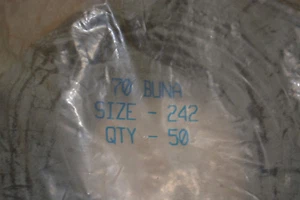 70 BUNA
SIZE - 242
QTY - 50